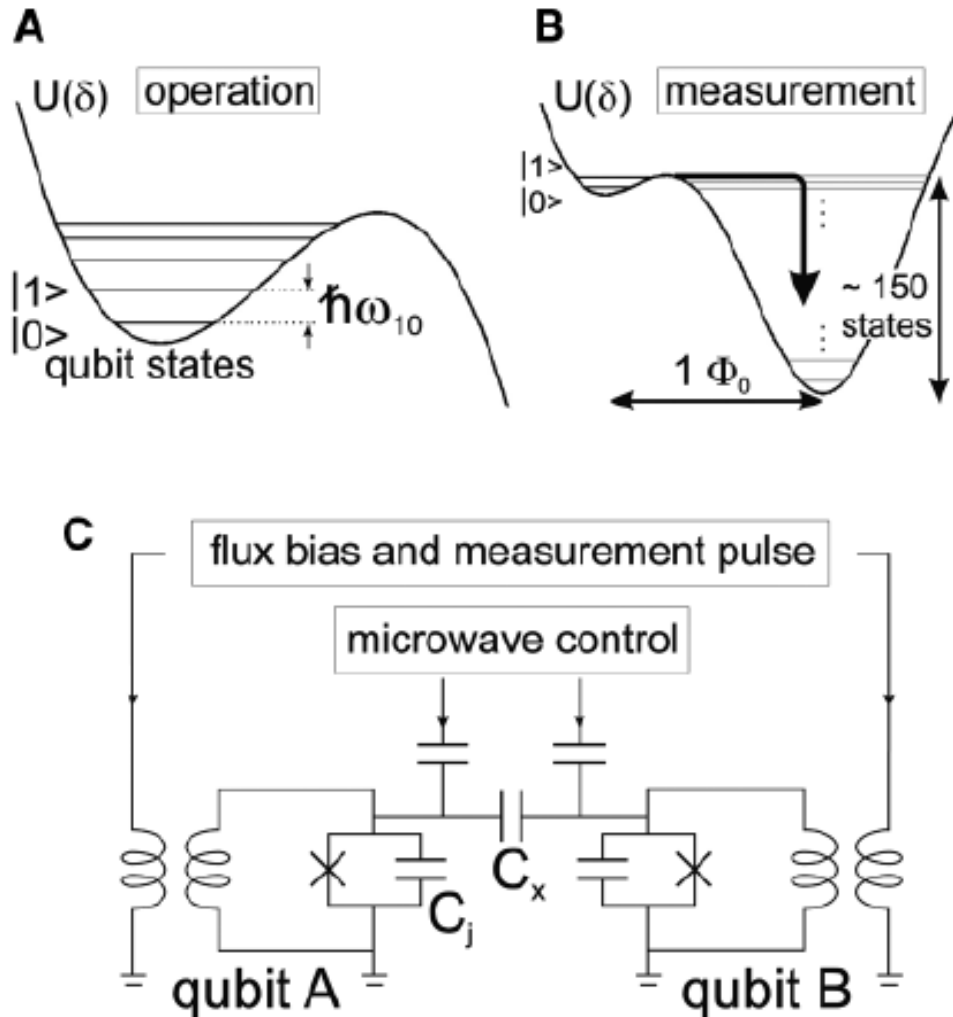 A
U(δ) operation
|1>
|0>
ħω₁₀
qubit states
B
U(δ) measurement
|1>
|0>
~ 150
states
1 Φ₀
C
flux bias and measurement pulse
microwave control
Cₓ
Cⱼ
qubit A
qubit B